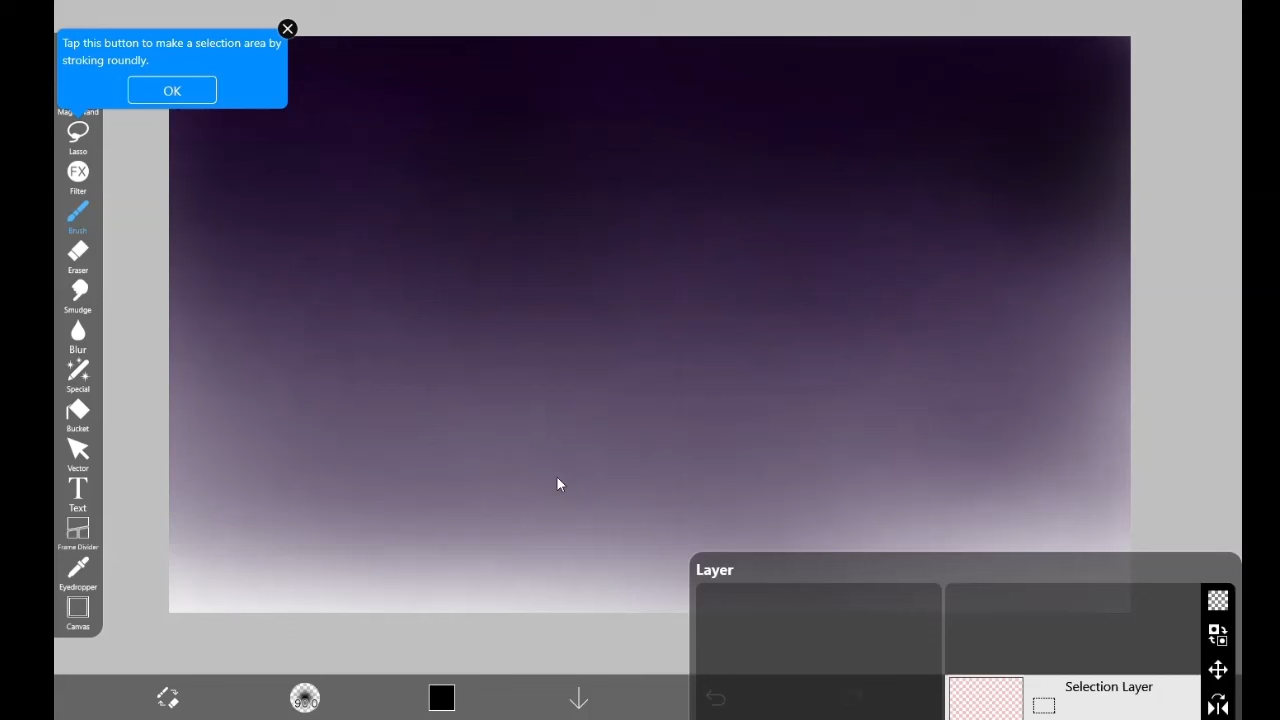 Tap this button to make a selection area by
stroking roundly.
OK
Lasso
FX
Filter
Brush
Eraser
Smudge
Blur
Special
Bucket
Vector
T
Text
Frame Divider
Eyedropper
Canvas
Layer
Selection Layer